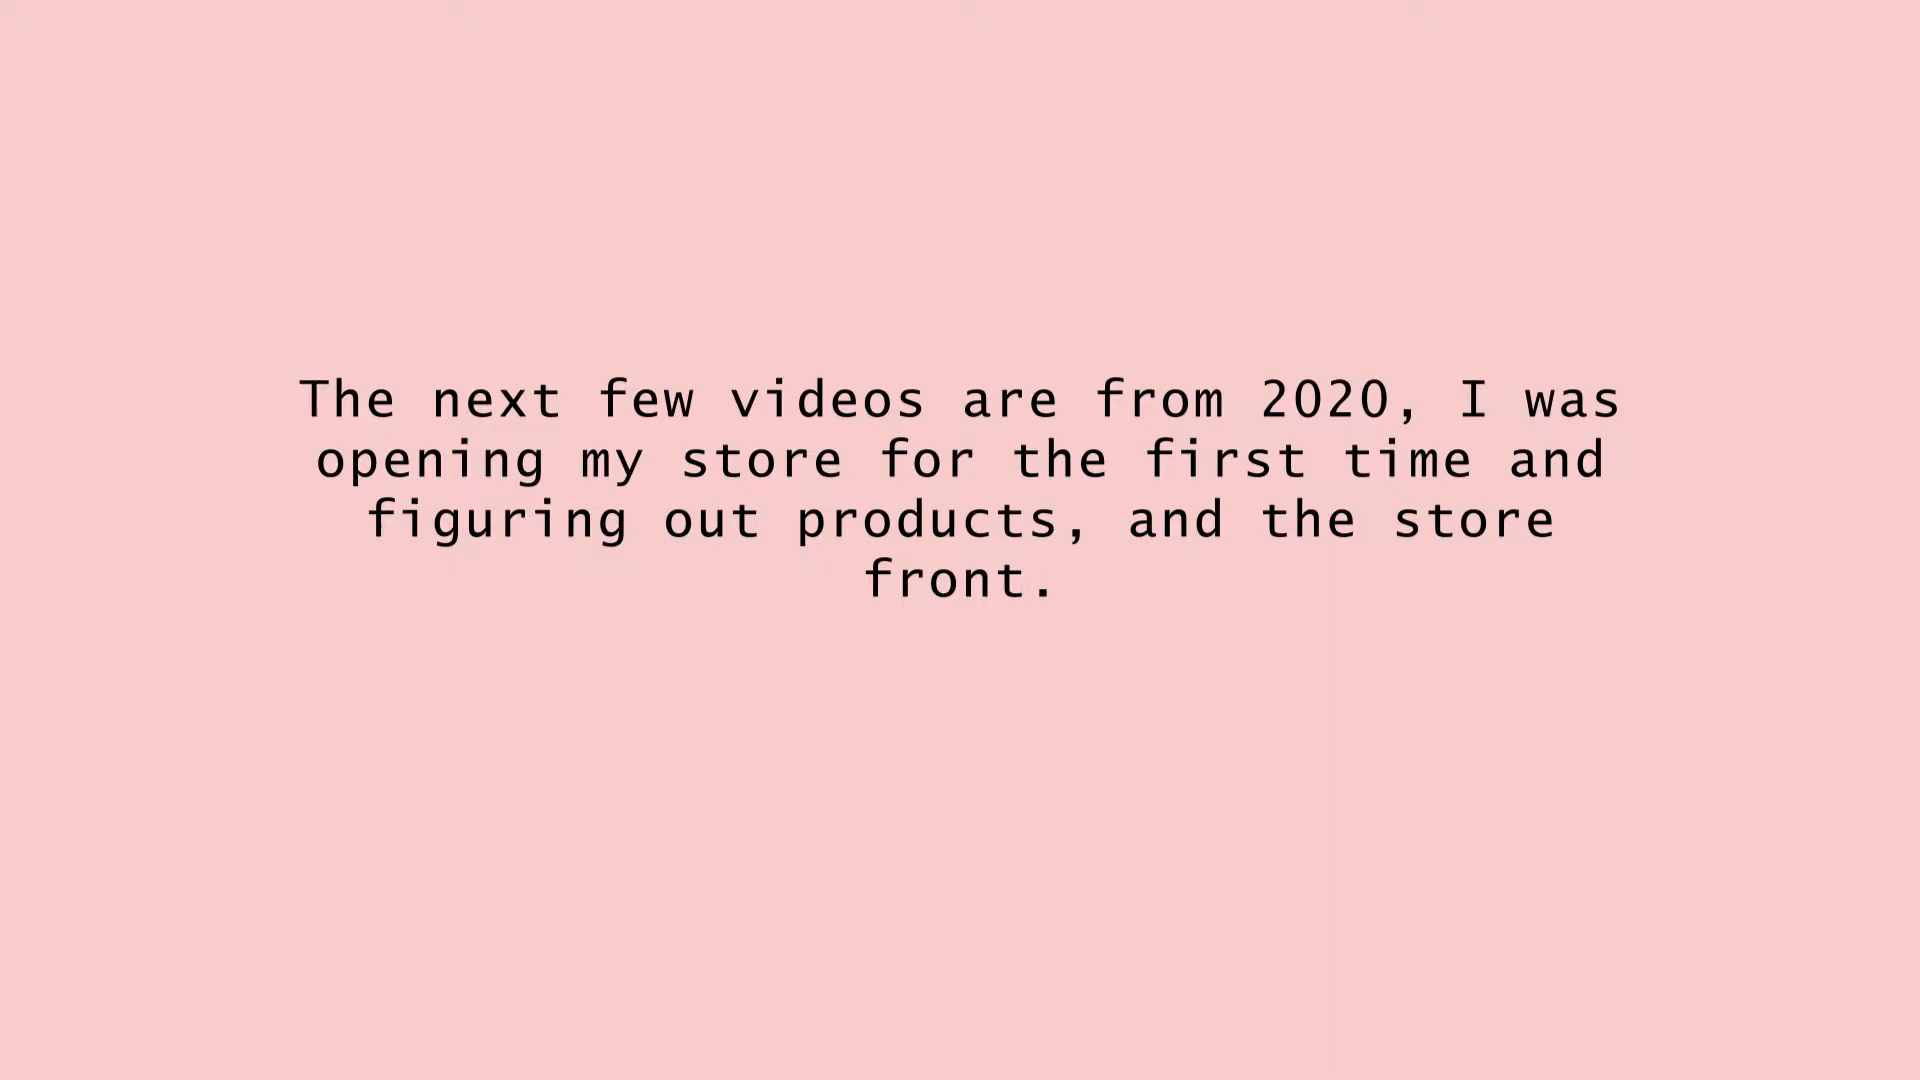 The next few videos are from 2020, I was
opening my store for the first time and
figuring out products, and the store
front.